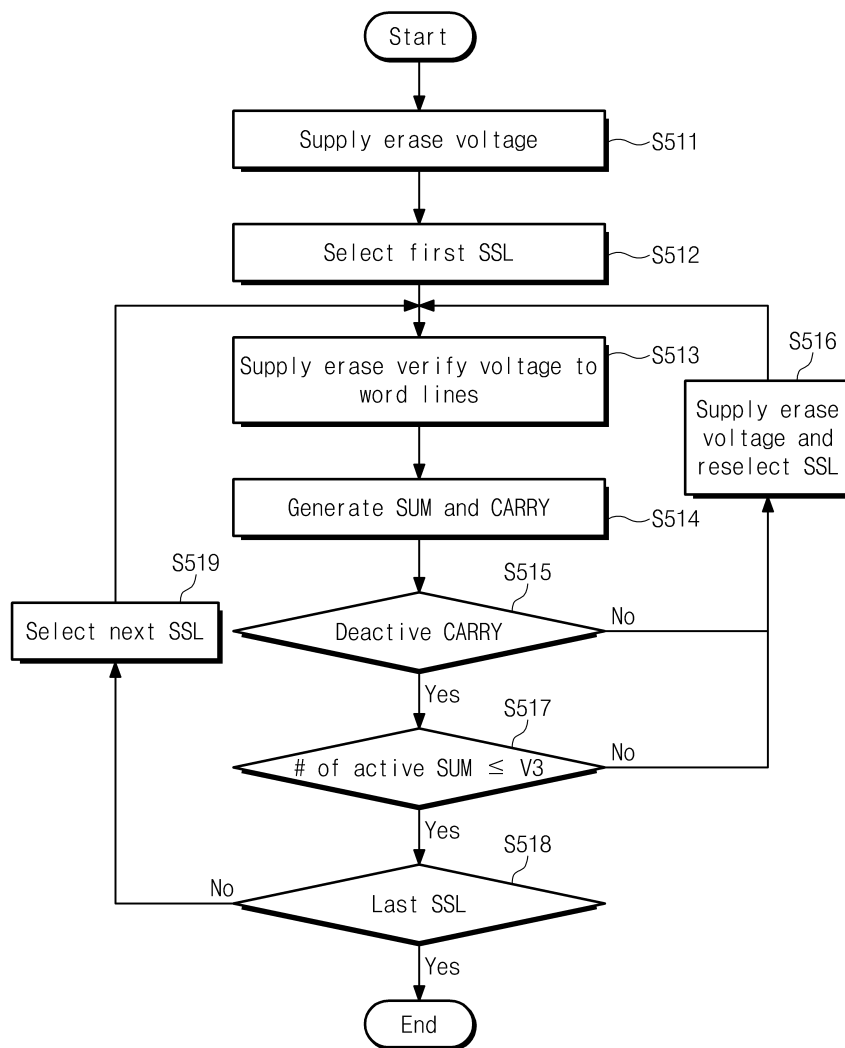 Start
Supply erase voltage
S511
Select first SSL
S512
Supply erase verify voltage to
word lines
S513
S516
Supply erase
voltage and
reselect SSL
Generate SUM and CARRY
S514
S519
Select next SSL
S515
Deactive CARRY
No
Yes
S517
# of active SUM ≦ V3
No
Yes
S518
No
Last SSL
Yes
End